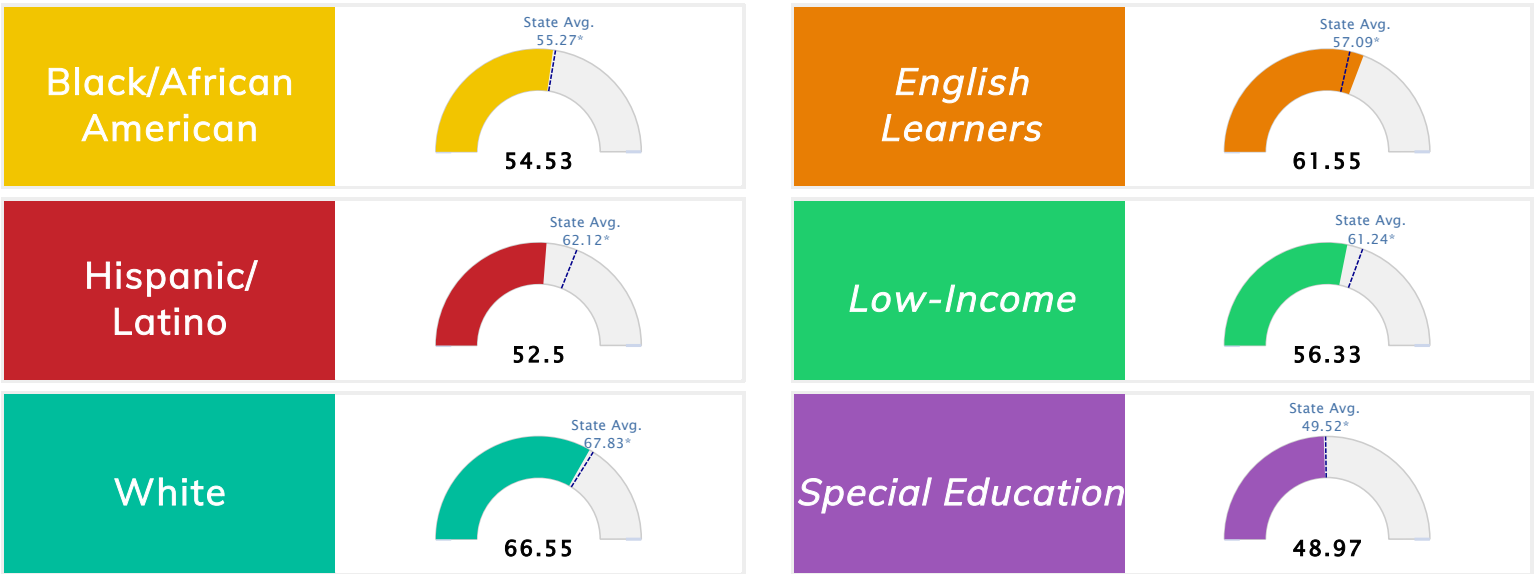 Black/African
American
State Avg.
55.27*
54.53
English
Learners
State Avg.
57.09*
61.55
Hispanic/
Latino
State Avg.
62.12*
52.5
Low-Income
State Avg.
61.24*
56.33
White
State Avg.
67.83*
66.55
Special Education
State Avg.
49.52*
48.97